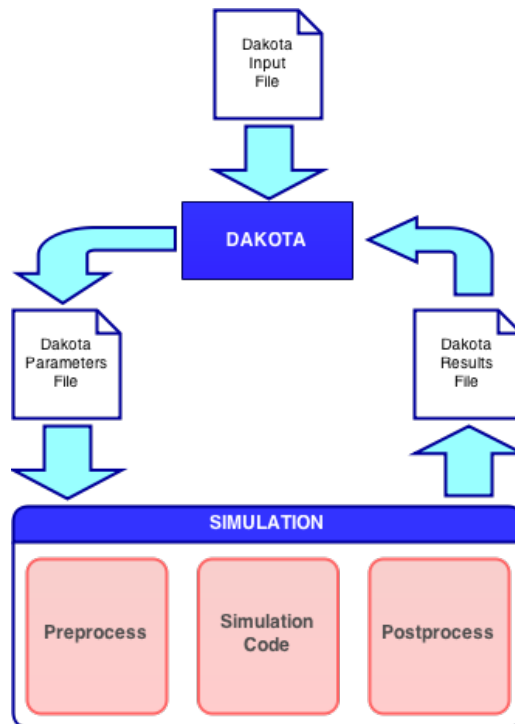 Dakota
Input
File
DAKOTA
Dakota
Parameters
File
Dakota
Results
File
SIMULATION
Preprocess
Simulation
Code
Postprocess